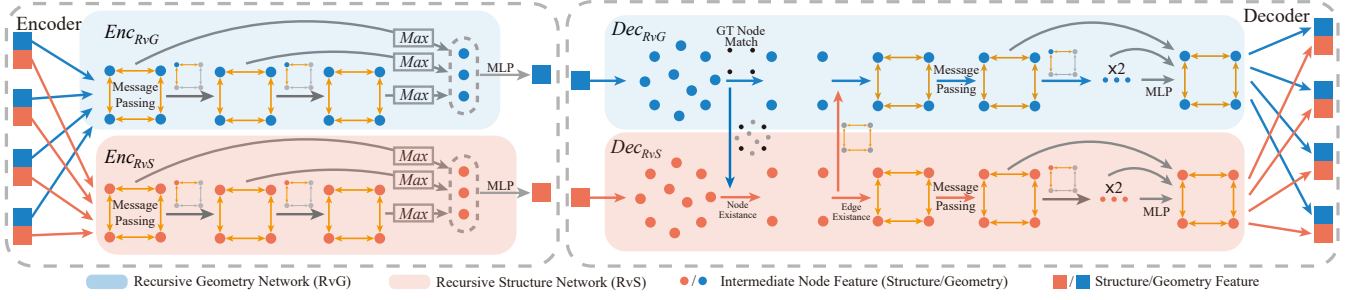 Encoder
Enc_RvG
Message
Passing
Max
Max
Max
MLP
Enc_RvS
Message
Passing
Max
Max
Max
MLP
Decoder
Dec_RvG
GT Node
Match
Message
Passing
x2
MLP
Dec_RvS
Node
Existance
Edge
Existance
Message
Passing
x2
MLP
Recursive Geometry Network (RvG)
Recursive Structure Network (RvS)
/ Intermediate Node Feature (Structure/Geometry)
/ Structure/Geometry Feature